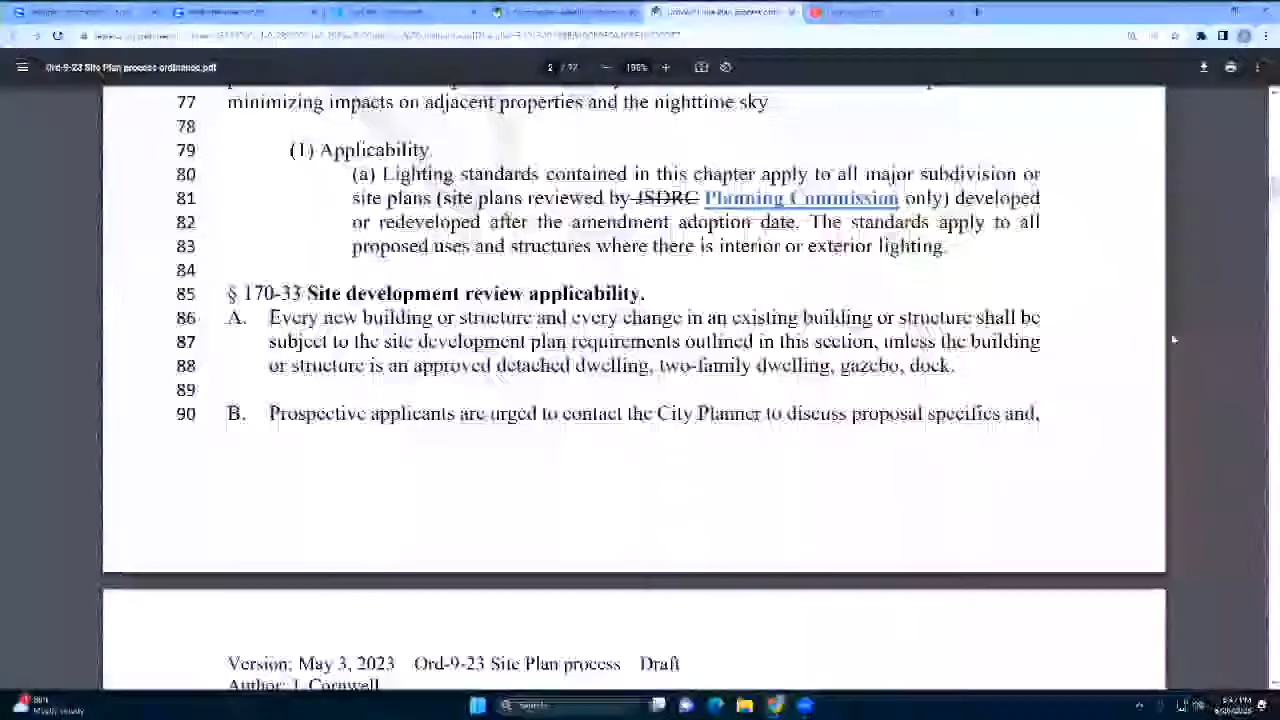 Ord-9-23 Site Plan process ordinance.pdf
2 / 12
196%
77 minimizing impacts on adjacent properties and the nighttime sky
78
79 (1) Applicability.
80 (a) Lighting standards contained in this chapter apply to all major subdivision or
81 site plans (site plans reviewed by JSDRC Planning Commission only) developed
82 or redeveloped after the amendment adoption date. The standards apply to all
83 proposed uses and structures where there is interior or exterior lighting.
84
85 § 170-33 Site development review applicability.
86 A. Every new building or structure and every change in an existing building or structure shall be
87 subject to the site development plan requirements outlined in this section, unless the building
88 or structure is an approved detached dwelling, two-family dwelling, gazebo, dock.
89
90 B. Prospective applicants are urged to contact the City Planner to discuss proposal specifics and,
Version: May 3, 2023 Ord-9-23 Site Plan process Draft
Author: J. Cornwell
Search